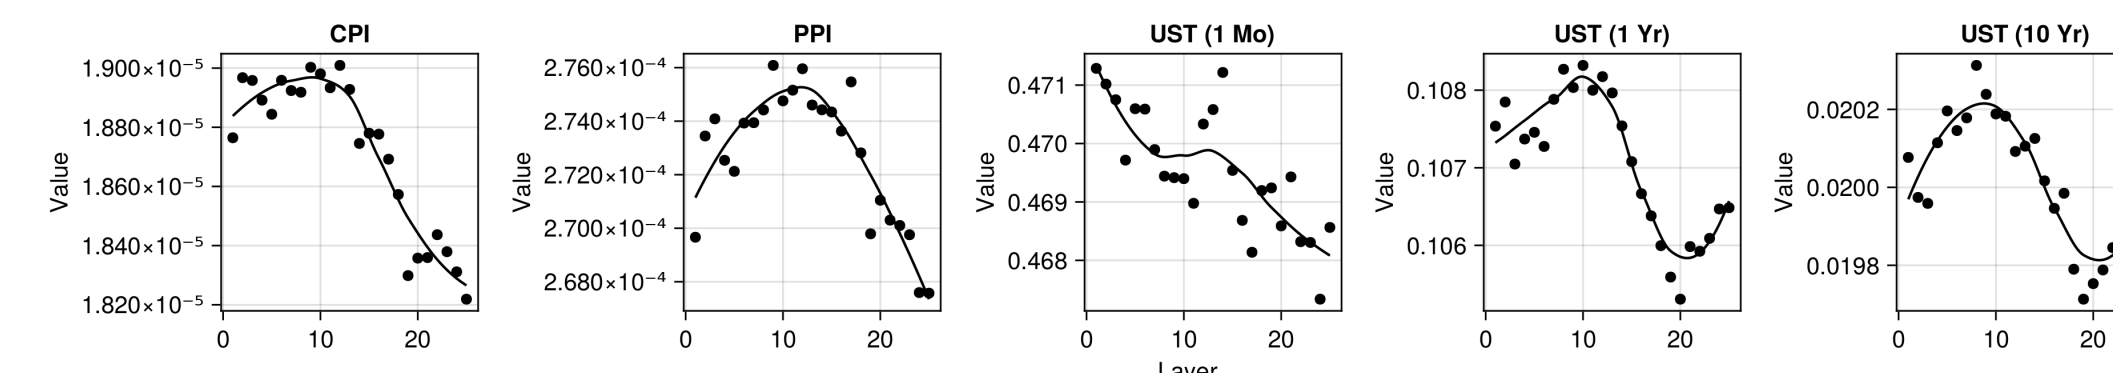 CPI
Value
1.900×10⁻⁵
1.880×10⁻⁵
1.860×10⁻⁵
1.840×10⁻⁵
1.820×10⁻⁵
0 10 20
PPI
Value
2.760×10⁻⁴
2.740×10⁻⁴
2.720×10⁻⁴
2.700×10⁻⁴
2.680×10⁻⁴
0 10 20
UST (1 Mo)
Value
0.471
0.470
0.469
0.468
0 10 20
Layer
UST (1 Yr)
Value
0.108
0.107
0.106
0 10 20
UST (10 Yr)
Value
0.0202
0.0200
0.0198
0 10 20